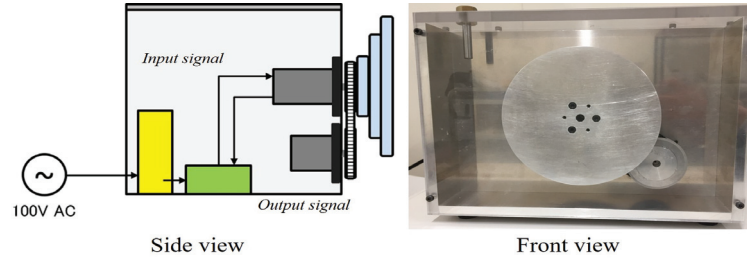 Input signal
~
100V AC
Output signal
Side view
Front view